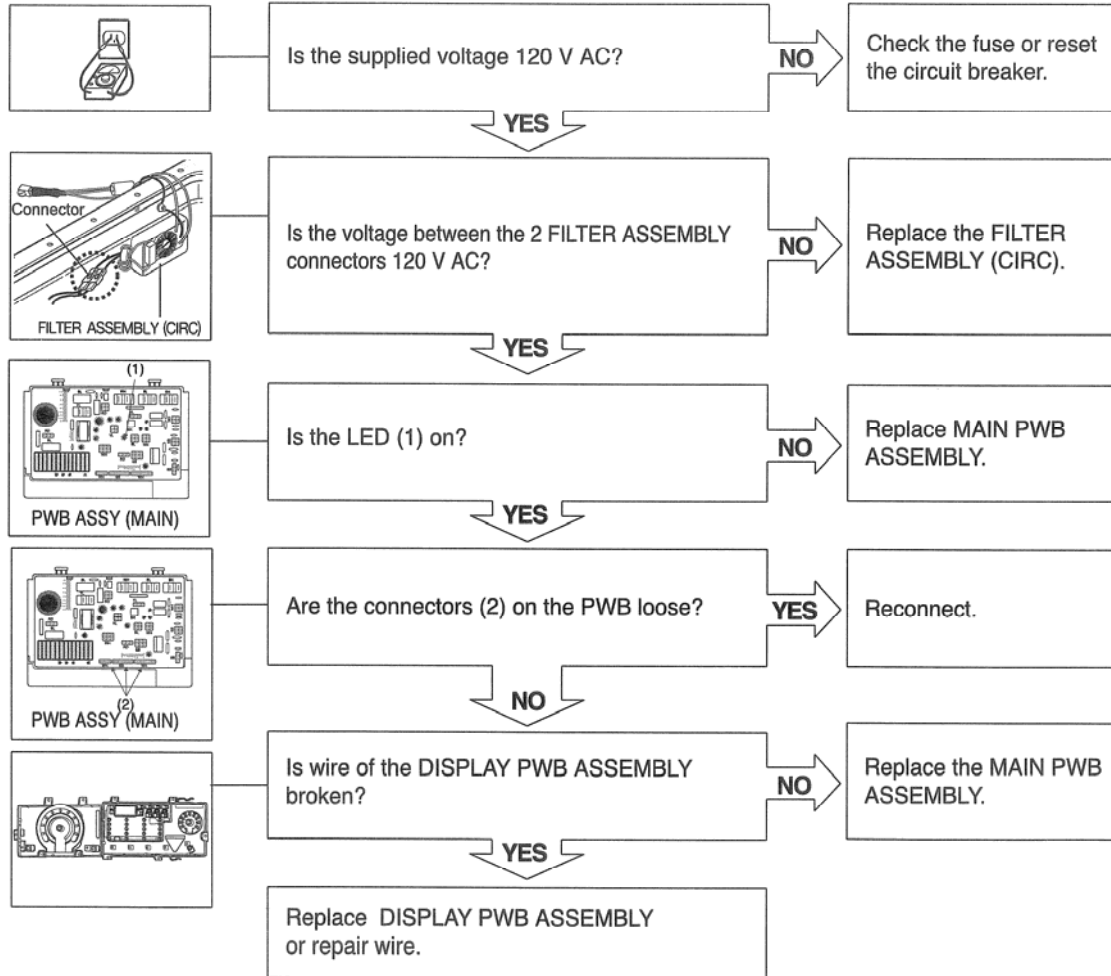 Is the supplied voltage 120 V AC?
NO
Check the fuse or reset
the circuit breaker.
YES
Connector
FILTER ASSEMBLY (CIRC)
Is the voltage between the 2 FILTER ASSEMBLY
connectors 120 V AC?
NO
Replace the FILTER
ASSEMBLY (CIRC).
YES
(1)
PWB ASSY (MAIN)
Is the LED (1) on?
NO
Replace MAIN PWB
ASSEMBLY.
YES
(2)
PWB ASSY (MAIN)
Are the connectors (2) on the PWB loose?
YES
Reconnect.
NO
Is wire of the DISPLAY PWB ASSEMBLY
broken?
NO
Replace the MAIN PWB
ASSEMBLY.
YES
Replace DISPLAY PWB ASSEMBLY
or repair wire.